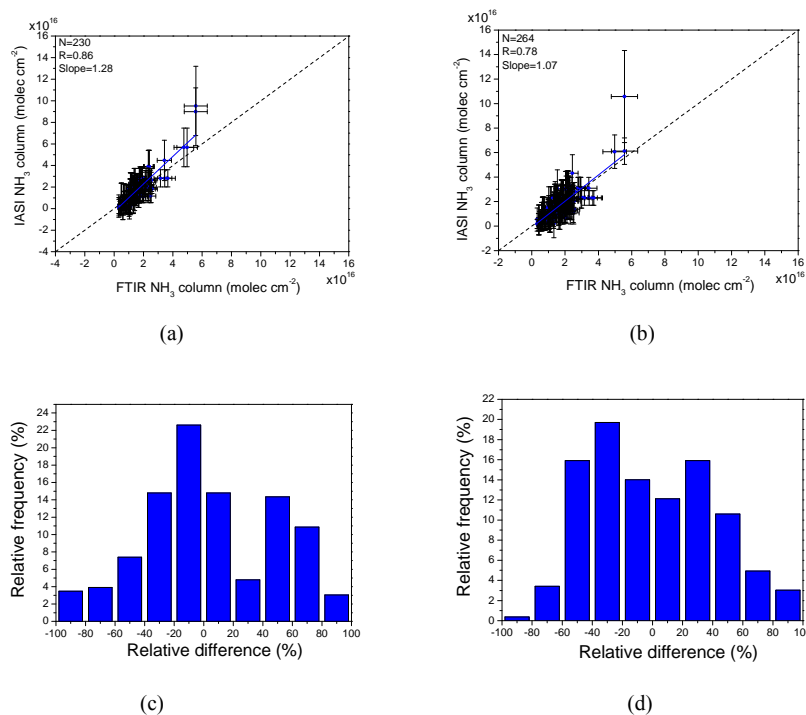 x10^16
N=230
R=0.86
Slope=1.28
IASI NH3 column (molec cm-2)
16
14
12
10
8
6
4
2
0
-2
-4
-4 -2 0 2 4 6 8 10 12 14 16
x10^16
FTIR NH3 column (molec cm-2)
(a)
x10^16
N=264
R=0.78
Slope=1.07
IASI NH3 column (molec cm-2)
16
14
12
10
8
6
4
2
0
-2
-2 0 2 4 6 8 10 12 14 16
x10^16
FTIR NH3 column (molec cm-2)
(b)
Relative frequency (%)
24
22
20
18
16
14
12
10
8
6
4
2
0
-100 -80 -60 -40 -20 0 20 40 60 80 100
Relative difference (%)
(c)
Relative frequency (%)
22
20
18
16
14
12
10
8
6
4
2
0
-100 -80 -60 -40 -20 0 20 40 60 80 10
Relative difference (%)
(d)